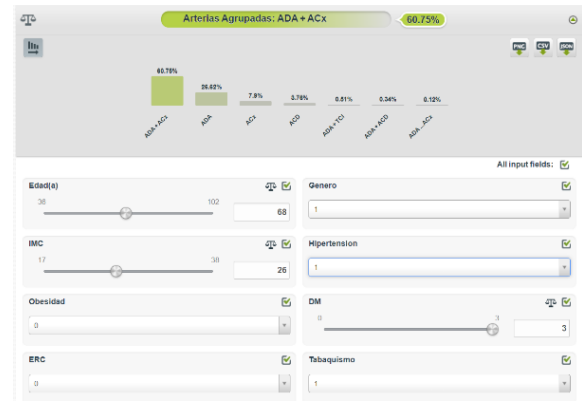 Arterias Agrupadas: ADA + ACx 60.75%
PNG CSV JSON
60.75%
26.62%
7.8%
3.76%
0.51%
0.34%
0.12%
ADA+ACx ADA ACx ACD ADA+TCI ADA+ACD ADA_ACx
All input fields:
Edad(a) Genero
36 102
68 1
IMC Hipertension
17 38
26 1
Obesidad DM
0 3
0 3
ERC Tabaquismo
0 1